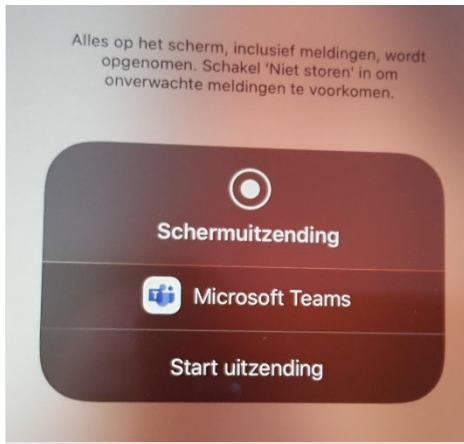 Alles op het scherm, inclusief meldingen, wordt
opgenomen. Schakel 'Niet storen' in om
onverwachte meldingen te voorkomen.
Schermuitzending
Microsoft Teams
Start uitzending